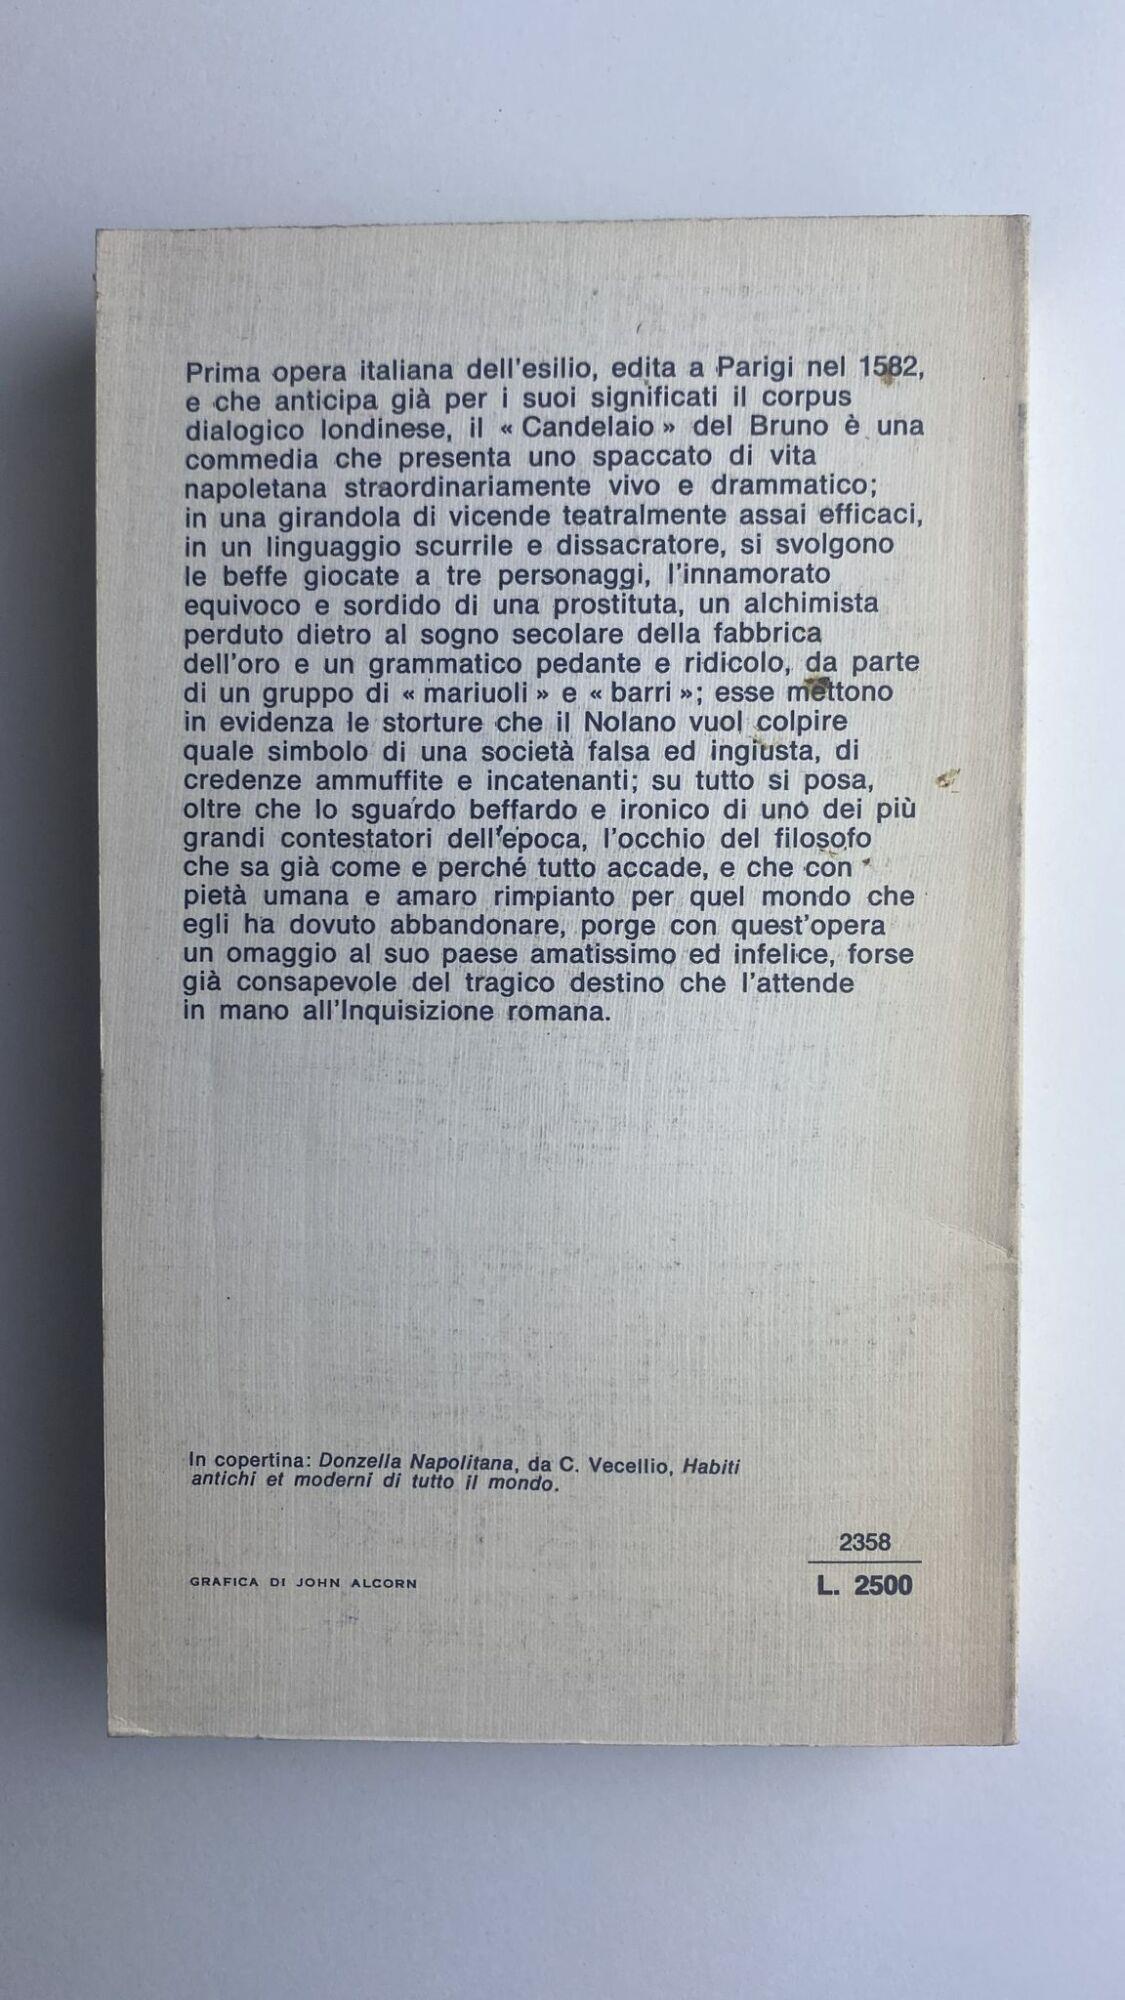 Prima opera italiana dell'esilio, edita a Parigi nel 1582,
e che anticipa già per i suoi significati il corpus
dialogico londinese, il « Candelaio » del Bruno è una
commedia che presenta uno spaccato di vita
napoletana straordinariamente vivo e drammatico;
in una girandola di vicende teatralmente assai efficaci,
in un linguaggio scurrile e dissacratore, si svolgono
le beffe giocate a tre personaggi, l'innamorato
equivoco e sordido di una prostituta, un alchimista
perduto dietro al sogno secolare della fabbrica
dell'oro e un grammatico pedante e ridicolo, da parte
di un gruppo di « mariuoli » e « barri »; esse mettono
in evidenza le storture che il Nolano vuol colpire
quale simbolo di una società falsa ed ingiusta, di
credenze ammuffite e incatenanti; su tutto si posa,
oltre che lo sguardo beffardo e ironico di uno dei più
grandi contestatori dell'epoca, l'occhio del filosofo
che sa già come e perché tutto accade, e che con
pietà umana e amaro rimpianto per quel mondo che
egli ha dovuto abbandonare, porge con quest'opera
un omaggio al suo paese amatissimo ed infelice, forse
già consapevole del tragico destino che l'attende
in mano all'Inquisizione romana.
In copertina: Donzella Napolitana, da C. Vecellio, Habiti
antichi et moderni di tutto il mondo.
2358
GRAFICA DI JOHN ALCORN
L. 2500